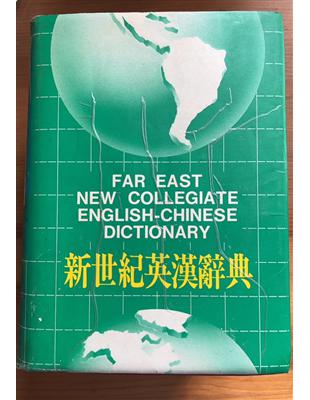 FAR EAST
NEW COLLEGIATE
ENGLISH-CHINESE
DICTIONARY
新世紀英漢辭典